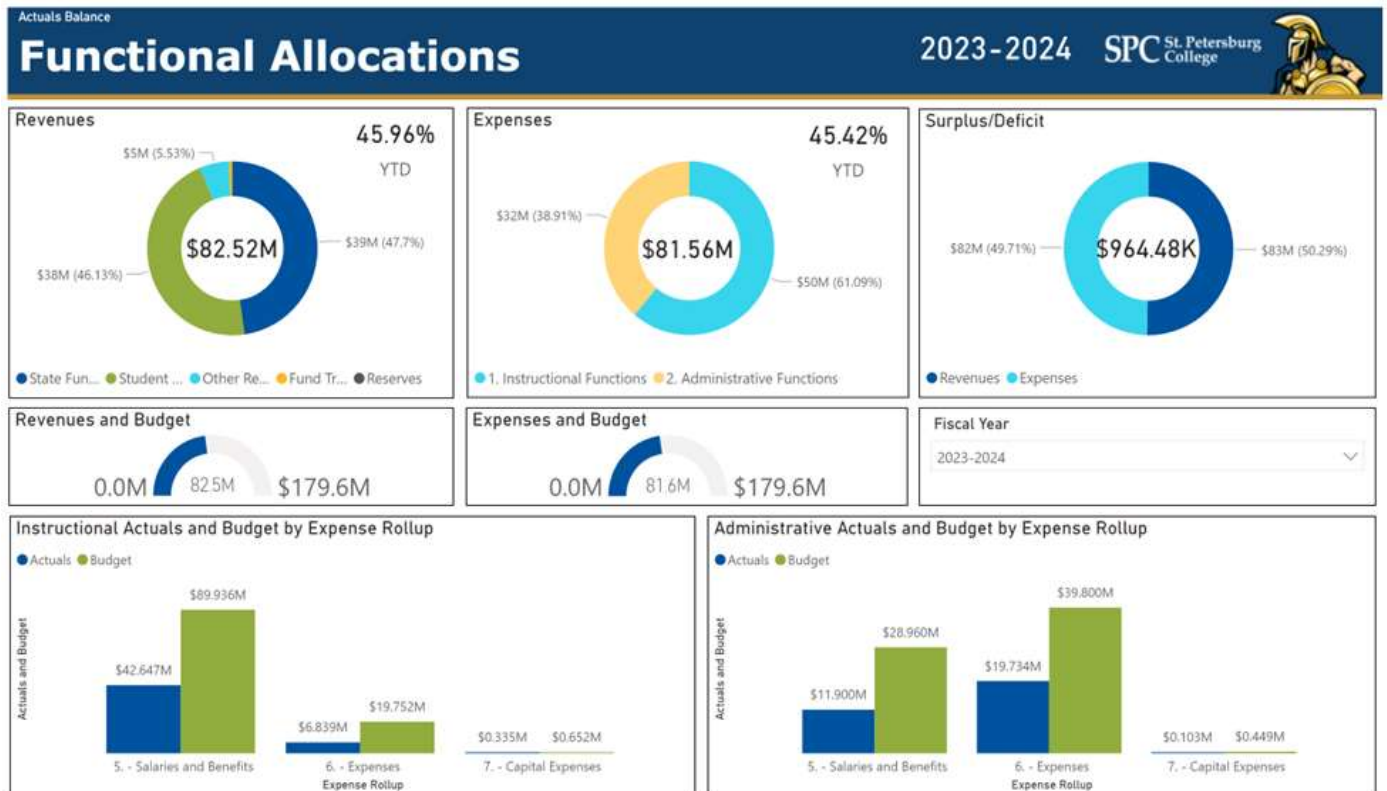 Actuals Balance
Functional Allocations
2023-2024
SPC St. Petersburg
College
Revenues
45.96%
YTD
$5M (5.53%)
$82.52M
$39M (47.7%)
$38M (46.13%)
State Fun... Student ... Other Re... Fund Tr... Reserves
Expenses
45.42%
YTD
$32M (38.91%)
$81.56M
$50M (61.09%)
1. Instructional Functions 2. Administrative Functions
Surplus/Deficit
$82M (49.71%)
$964.48K
$83M (50.29%)
Revenues Expenses
Revenues and Budget
0.0M 82.5M $179.6M
Expenses and Budget
0.0M 81.6M $179.6M
Fiscal Year
2023-2024
Instructional Actuals and Budget by Expense Rollup
Actuals Budget
Actuals and Budget
$89.936M
$42.647M
$19.752M
$6.839M
$0.335M $0.652M
5. - Salaries and Benefits 6. - Expenses 7. - Capital Expenses
Expense Rollup
Administrative Actuals and Budget by Expense Rollup
Actuals Budget
Actuals and Budget
$39.800M
$28.960M
$19.734M
$11.900M
$0.103M $0.449M
5. - Salaries and Benefits 6. - Expenses 7. - Capital Expenses
Expense Rollup